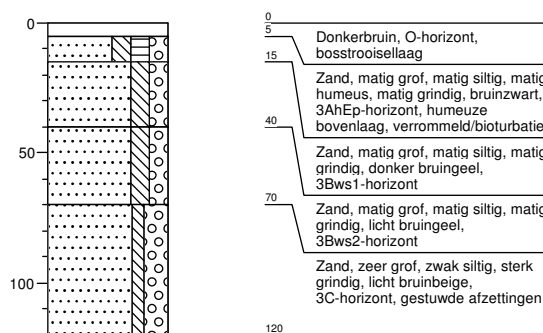 0
50
100
0
5
15
40
70
120
Donkerbruin, O-horizont,
bosstrooisellaag
Zand, matig grof, matig siltig, matig
humeus, matig grindig, bruinzwart,
3AhEp-horizont, humeuze
bovenlaag, verrommeld/bioturbatie
Zand, matig grof, matig siltig, matig
grindig, donker bruingeel,
3Bws1-horizont
Zand, matig grof, matig siltig, matig
grindig, licht bruingeel,
3Bws2-horizont
Zand, zeer grof, zwak siltig, sterk
grindig, licht bruinbeige,
3C-horizont, gestuwde afzettingen